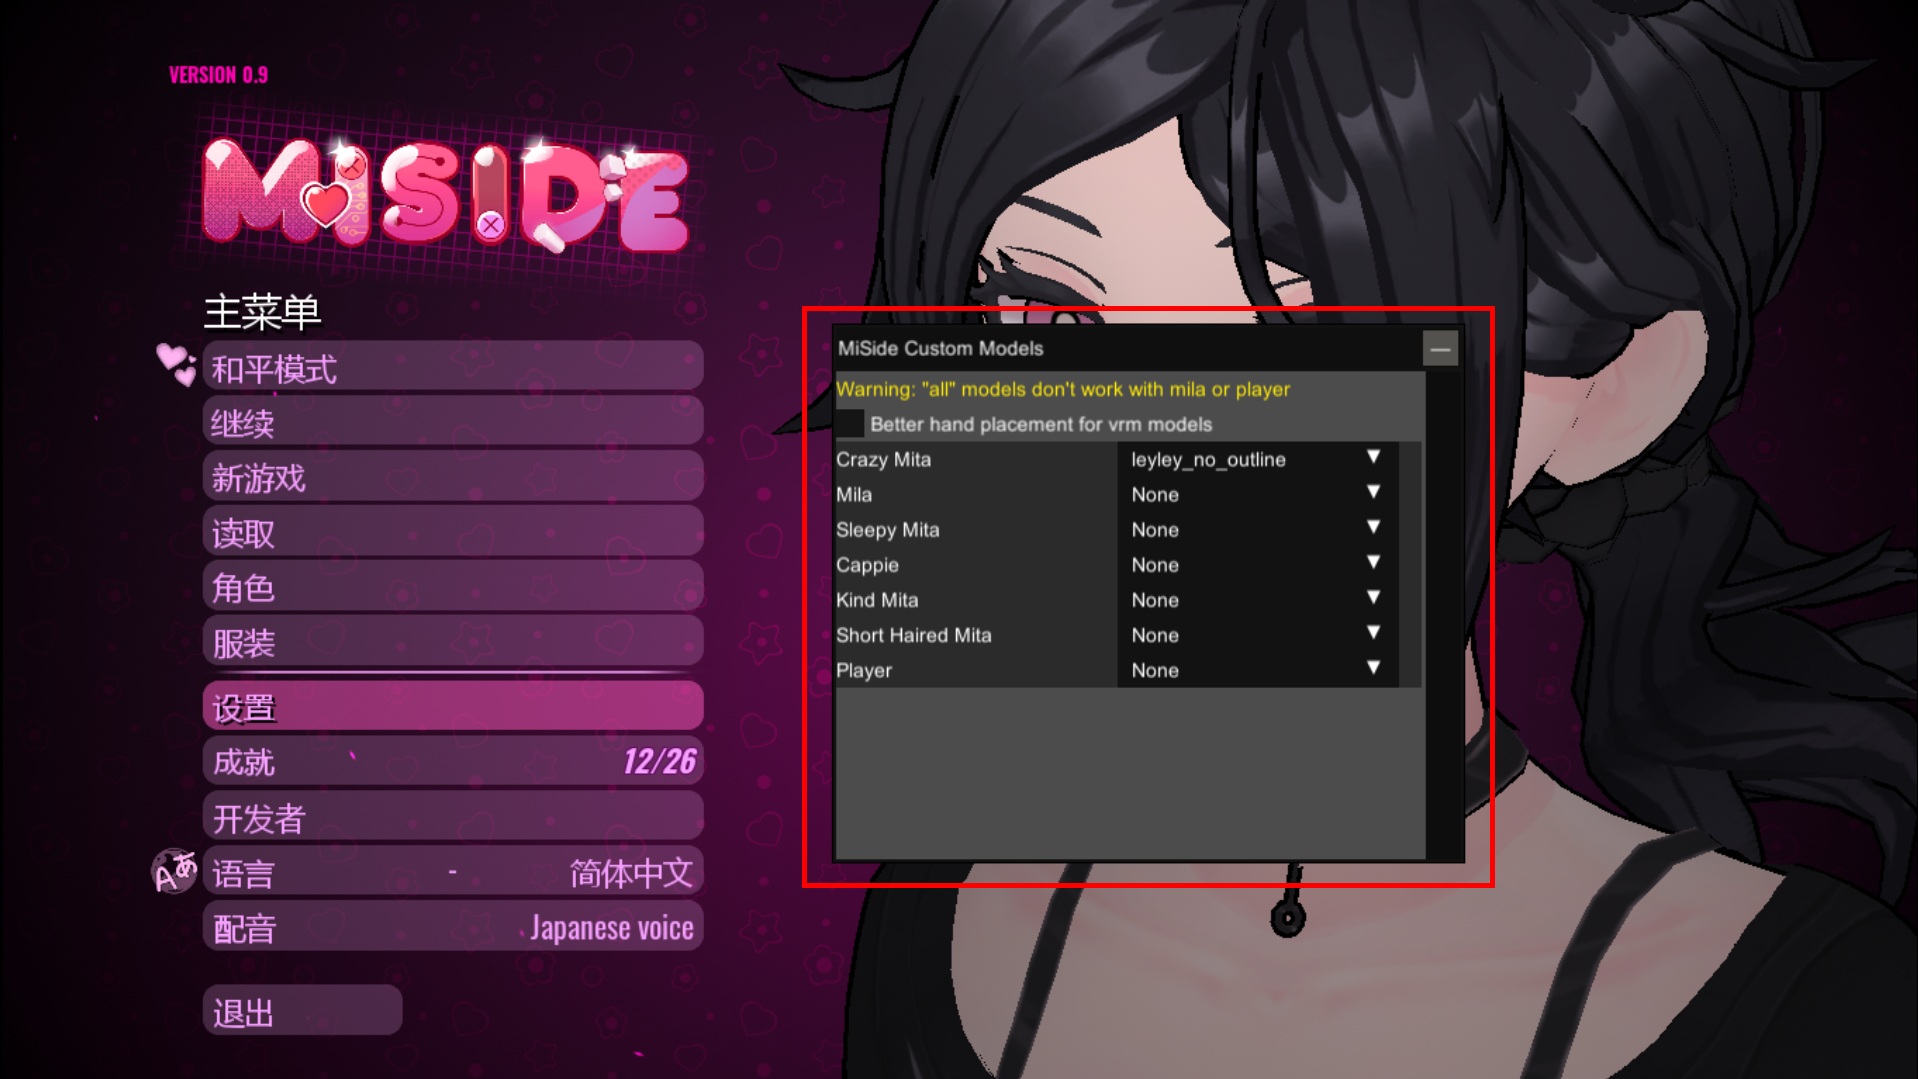 VERSION 0.9
MiSIDE
主菜单
和平模式
继续
新游戏
读取
角色
服装
设置
成就 12/26
开发者
Aあ 语言 - 简体中文
配音 Japanese voice
退出
MiSide Custom Models
Warning: "all" models don't work with mila or player
Better hand placement for vrm models
Crazy Mita leyley_no_outline
Mila None
Sleepy Mita None
Cappie None
Kind Mita None
Short Haired Mita None
Player None